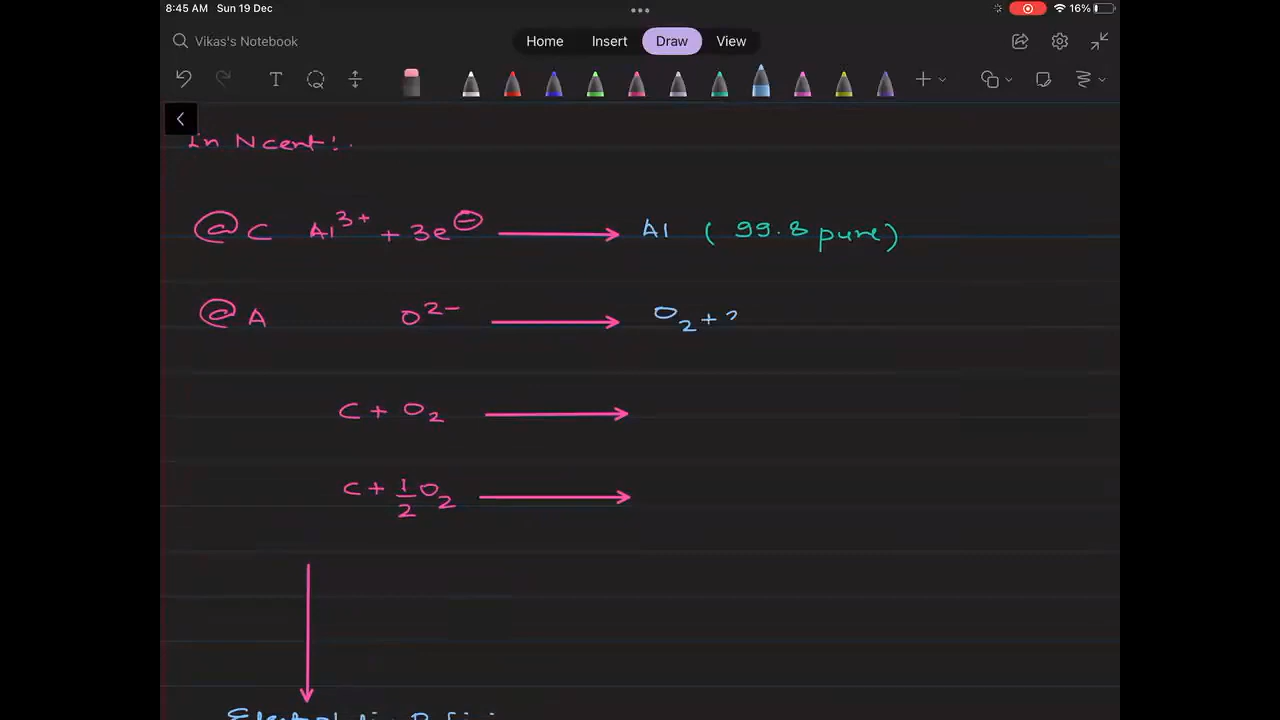 8:45 AM Sun 19 Dec
16%
Vikas's Notebook
Home Insert Draw View
T
In Ncert:.
@ C Al³⁺ + 3e⊖ ⟶ Al ( 99.8 pure)
@ A O²⁻ ⟶ O₂ + 2
C + O₂ ⟶
C + 1/2 O₂ ⟶